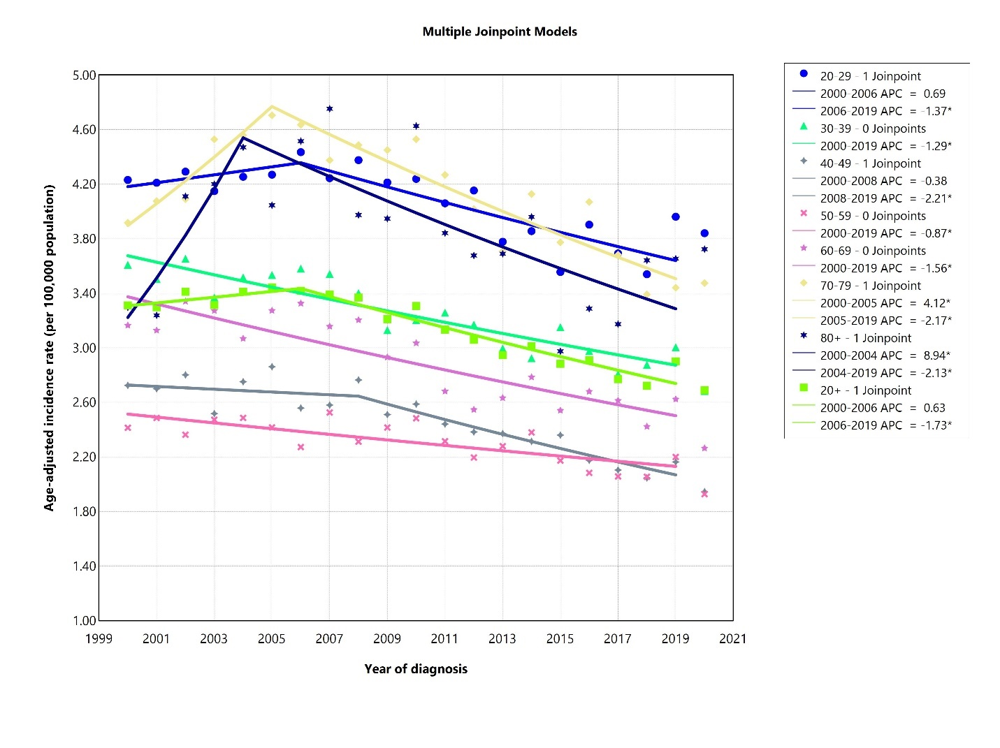 Multiple Joinpoint Models
Age-adjusted incidence rate (per 100,000 population)
5.00
4.60
4.20
3.80
3.40
3.00
2.60
2.20
1.80
1.40
1.00
1999 2001 2003 2005 2007 2009 2011 2013 2015 2017 2019 2021
Year of diagnosis
20-29 - 1 Joinpoint
2000-2006 APC = 0.69
2006-2019 APC = -1.37*
30-39 - 0 Joinpoints
2000-2019 APC = -1.29*
40-49 - 1 Joinpoint
2000-2008 APC = -0.38
2008-2019 APC = -2.21*
50-59 - 0 Joinpoints
2000-2019 APC = -0.87*
60-69 - 0 Joinpoints
2000-2019 APC = -1.56*
70-79 - 1 Joinpoint
2000-2005 APC = 4.12*
2005-2019 APC = -2.17*
80+ - 1 Joinpoint
2000-2004 APC = 8.94*
2004-2019 APC = -2.13*
20+ - 1 Joinpoint
2000-2006 APC = 0.63
2006-2019 APC = -1.73*